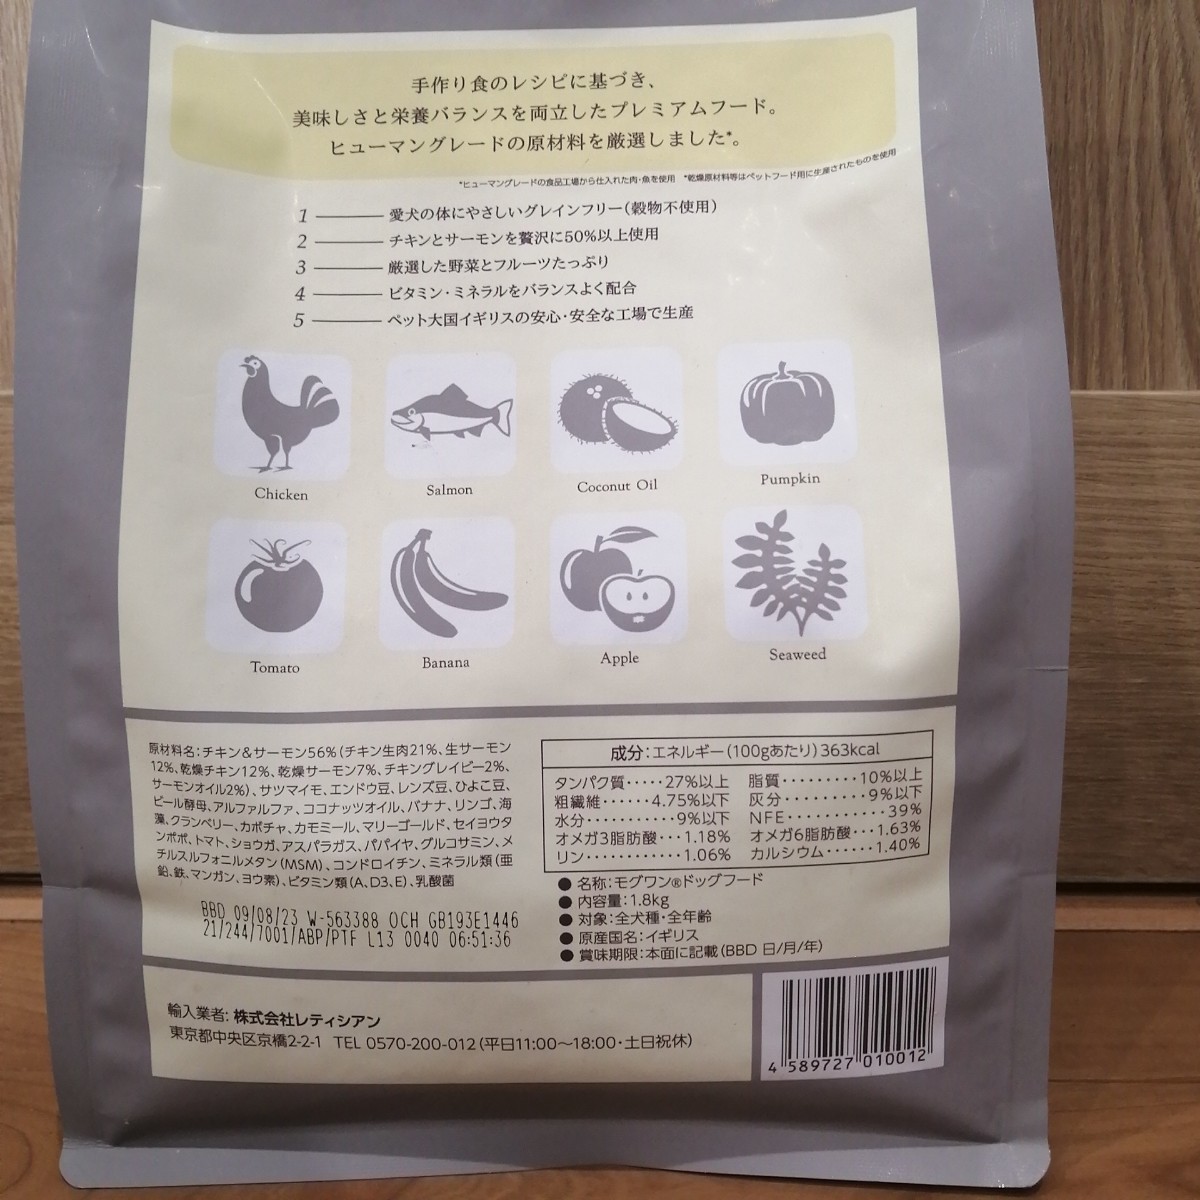 手作り食のレシピに基づき、
美味しさと栄養バランスを両立したプレミアムフード。
ヒューマングレードの原材料を厳選しました*。
*ヒューマングレードの食品工場から仕入れた肉・魚を使用 *乾燥原材料等はペットフード用に生産されたものを使用
1 愛犬の体にやさしいグレインフリー(穀物不使用)
2 チキンとサーモンを贅沢に50%以上使用
3 厳選した野菜とフルーツたっぷり
4 ビタミン・ミネラルをバランスよく配合
5 ペット大国イギリスの安心・安全な工場で生産
Chicken Salmon Coconut Oil Pumpkin
Tomato Banana Apple Seaweed
原材料名:チキン&サーモン56%(チキン生肉21%、生サーモン
12%、乾燥チキン12%、乾燥サーモン7%、チキングレイビー2%、
サーモンオイル2%)、サツマイモ、エンドウ豆、レンズ豆、ひよこ豆、
ビール酵母、アルファルファ、ココナッツオイル、バナナ、リンゴ、海
藻、クランベリー、カボチャ、カモミール、マリーゴールド、セイヨウタ
ンポポ、トマト、ショウガ、アスパラガス、パパイヤ、グルコサミン、メ
チルスルフォニルメタン(MSM)、コンドロイチン、ミネラル類(亜
鉛、鉄、マンガン、ヨウ素)、ビタミン類(A、D3、E)、乳酸菌
BBD 09/08/23 W-563388 OCH GB193E1446
21/244/7001/ABP/PTF L13 0040 06:51:36
成分:エネルギー(100gあたり)363kcal
タンパク質・・・・・27%以上 脂質・・・・・・・・・10%以上
粗繊維・・・・・・4.75%以下 灰分・・・・・・・・・9%以下
水分・・・・・・・・・9%以下 NFE・・・・・・・・・・・39%
オメガ3脂肪酸・・・1.18% オメガ6脂肪酸・・・1.63%
リン・・・・・・・・・・・・1.06% カルシウム・・・・・・1.40%
● 名称:モグワン®ドッグフード
● 内容量:1.8kg
● 対象:全犬種・全年齢
● 原産国名:イギリス
● 賞味期限:本面に記載(BBD 日/月/年)
輸入業者:株式会社レティシアン
東京都中央区京橋2-2-1 TEL 0570-200-012(平日11:00〜18:00・土日祝休)
4 589727 010012